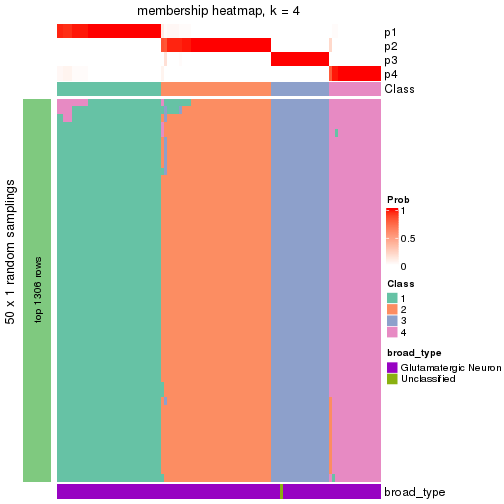 membership heatmap, k = 4
p1
p2
p3
p4
Class
50 x 1 random samplings
top 1306 rows
Prob
1
0.5
0
Class
1
2
3
4
broad_type
Glutamatergic Neuron
Unclassified
broad_type